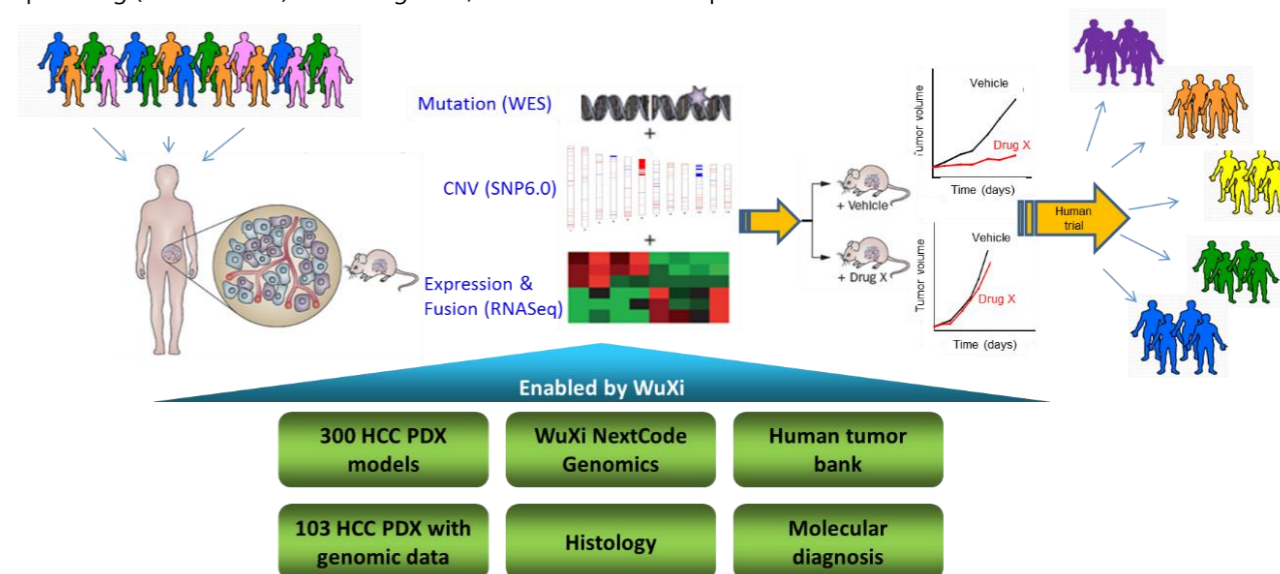 Mutation (WES)
+
CNV (SNP6.0)
+
Expression &
Fusion (RNASeq)
+ Vehicle
+ Drug X
Tumor volume
Vehicle
Drug X
Time (days)
Tumor volume
Vehicle
Drug X
Time (days)
Human
trial
Enabled by WuXi
300 HCC PDX
models
WuXi NextCode
Genomics
Human tumor
bank
103 HCC PDX with
genomic data
Histology
Molecular
diagnosis